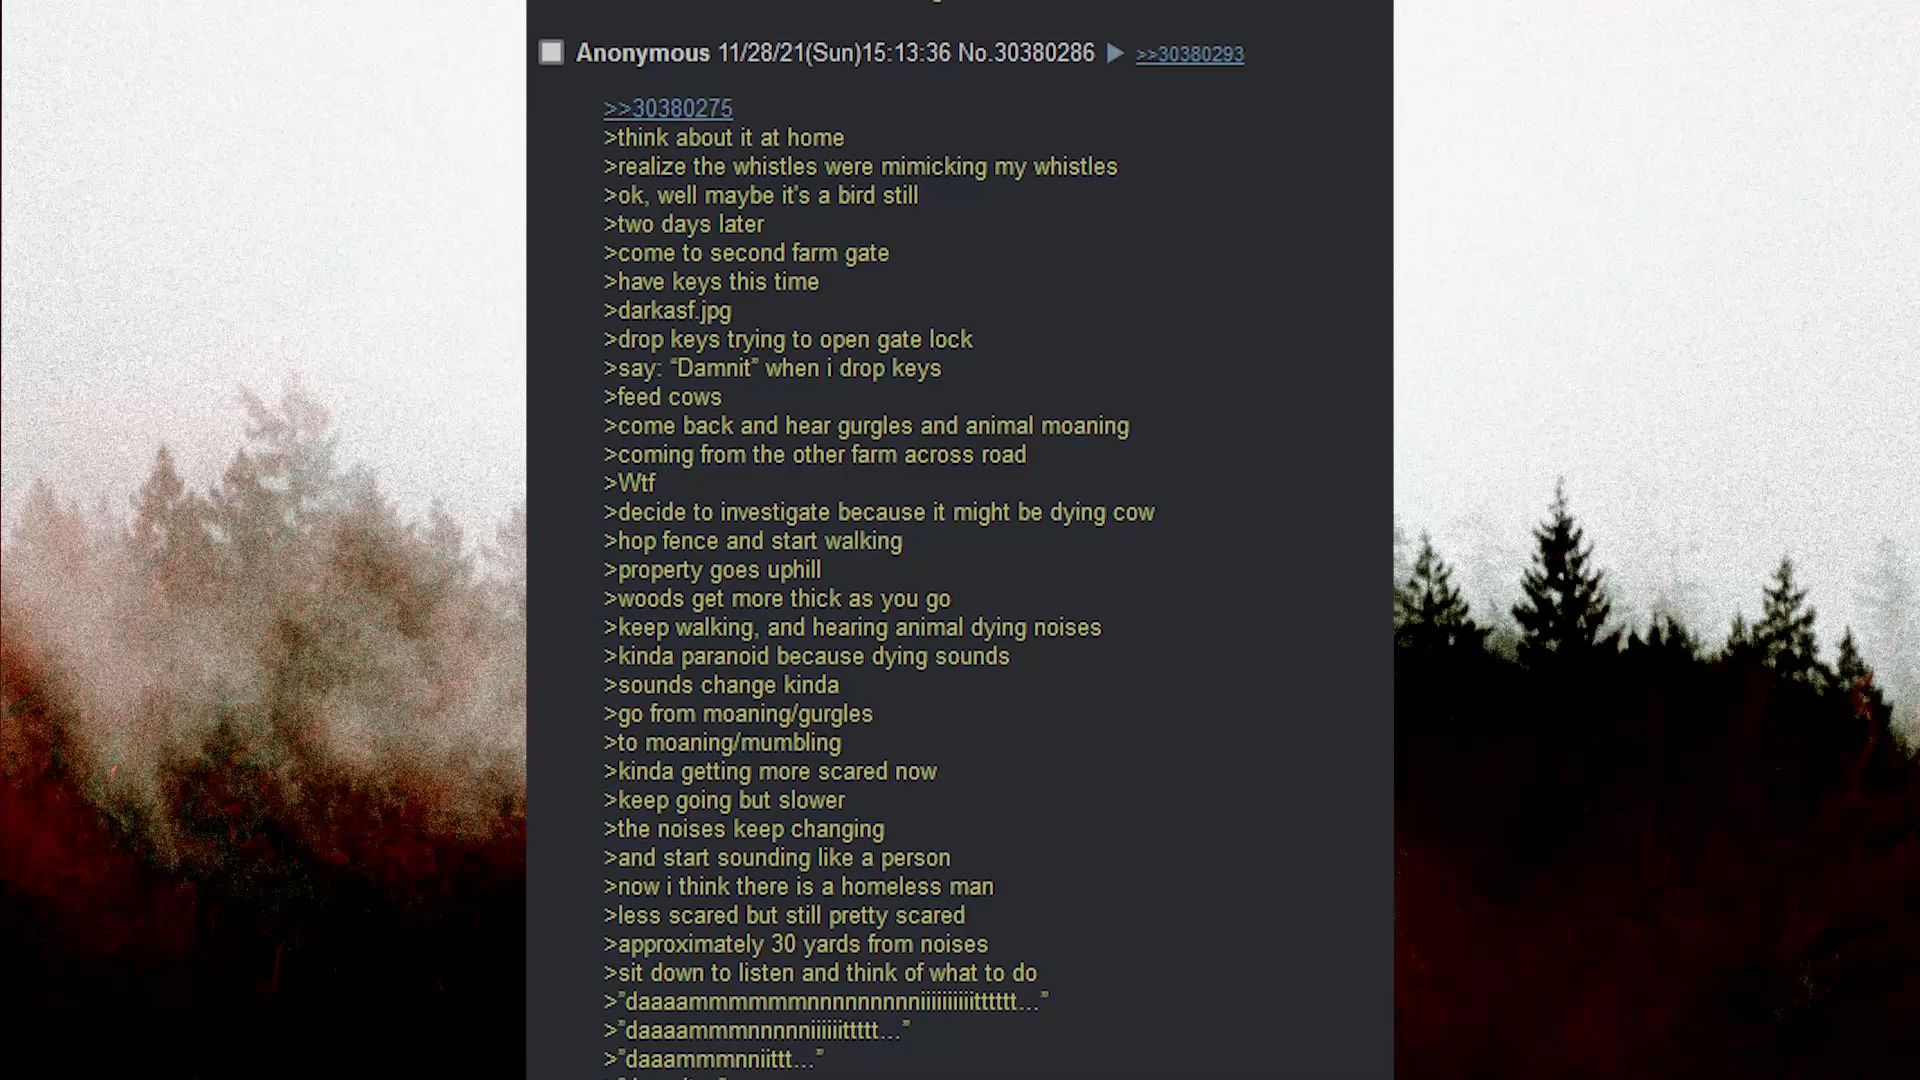 Anonymous 11/28/21(Sun)15:13:36 No.30380286 ▶ >>30380293
>>30380275
>think about it at home
>realize the whistles were mimicking my whistles
>ok, well maybe it's a bird still
>two days later
>come to second farm gate
>have keys this time
>darkasf.jpg
>drop keys trying to open gate lock
>say: “Damnit” when i drop keys
>feed cows
>come back and hear gurgles and animal moaning
>coming from the other farm across road
>Wtf
>decide to investigate because it might be dying cow
>hop fence and start walking
>property goes uphill
>woods get more thick as you go
>keep walking, and hearing animal dying noises
>kinda paranoid because dying sounds
>sounds change kinda
>go from moaning/gurgles
>to moaning/mumbling
>kinda getting more scared now
>keep going but slower
>the noises keep changing
>and start sounding like a person
>now i think there is a homeless man
>less scared but still pretty scared
>approximately 30 yards from noises
>sit down to listen and think of what to do
>”daaaammmmmmnnnnnnnnniiiiiiiiiitttttt…”
>”daaaammmnnnnniiiiiittttt…”
>”daaammmnniittt…”